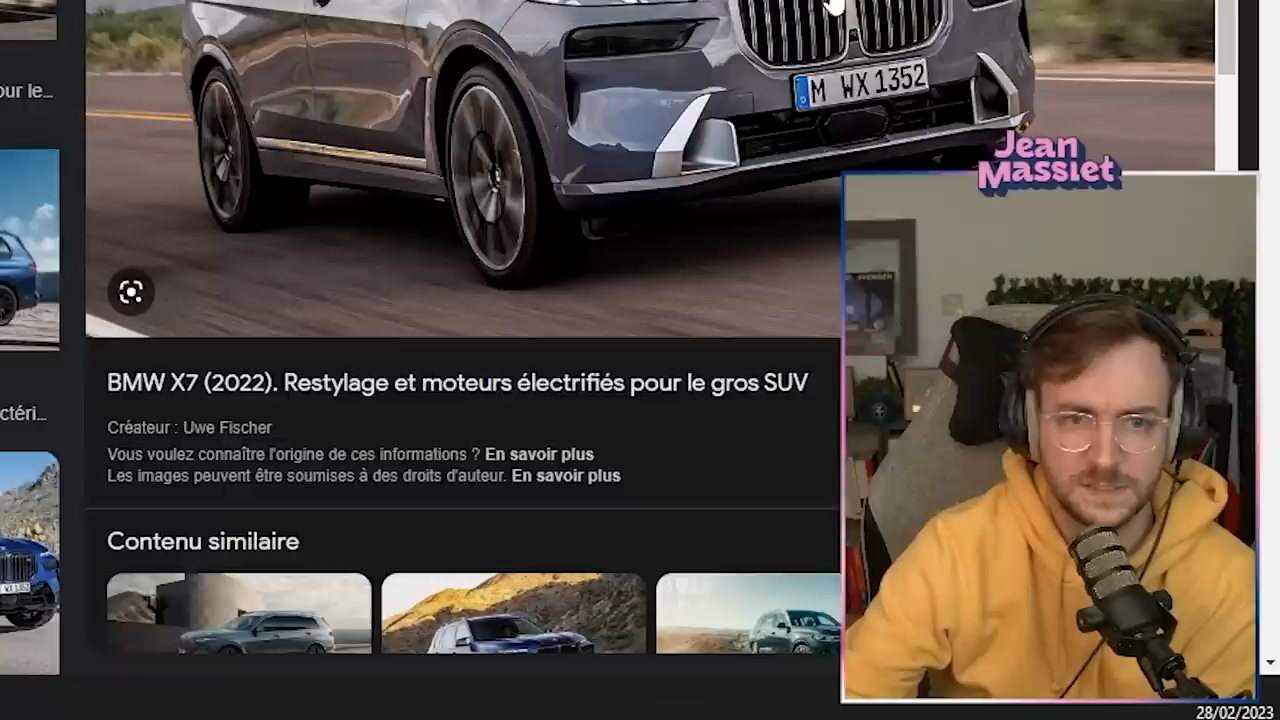 our le...
M WX 1352
Jean
Massiet
BMW X7 (2022). Restylage et moteurs électrifiés pour le gros SUV
ctéri...
Créateur : Uwe Fischer
Vous voulez connaître l'origine de ces informations ? En savoir plus
Les images peuvent être soumises à des droits d'auteur. En savoir plus
Contenu similaire
28/02/2023